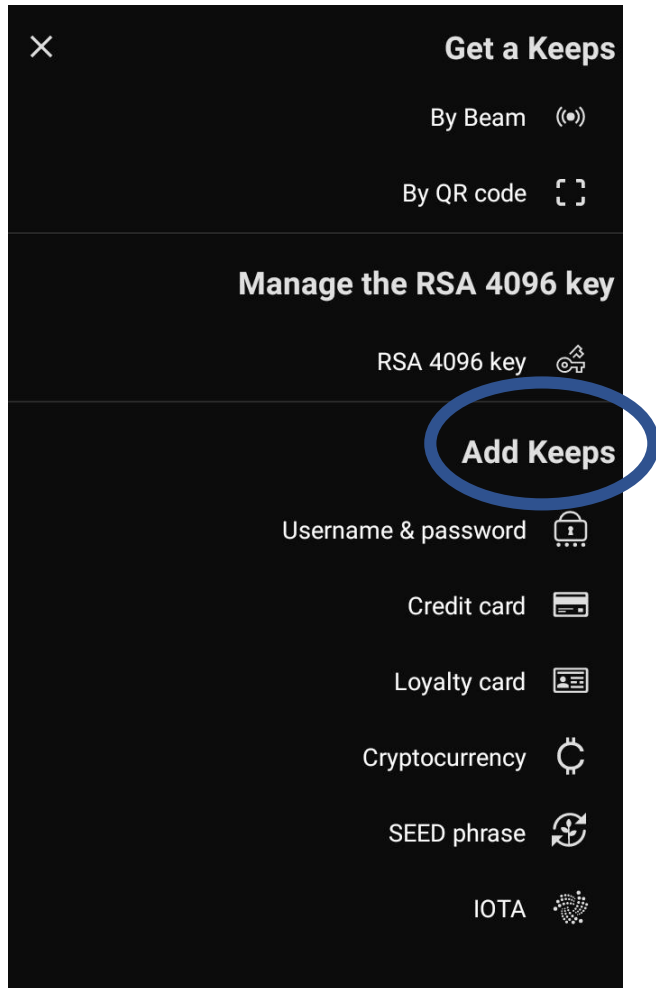 Get a Keeps
By Beam
By QR code
Manage the RSA 4096 key
RSA 4096 key
Add Keeps
Username & password
Credit card
Loyalty card
Cryptocurrency
SEED phrase
IOTA